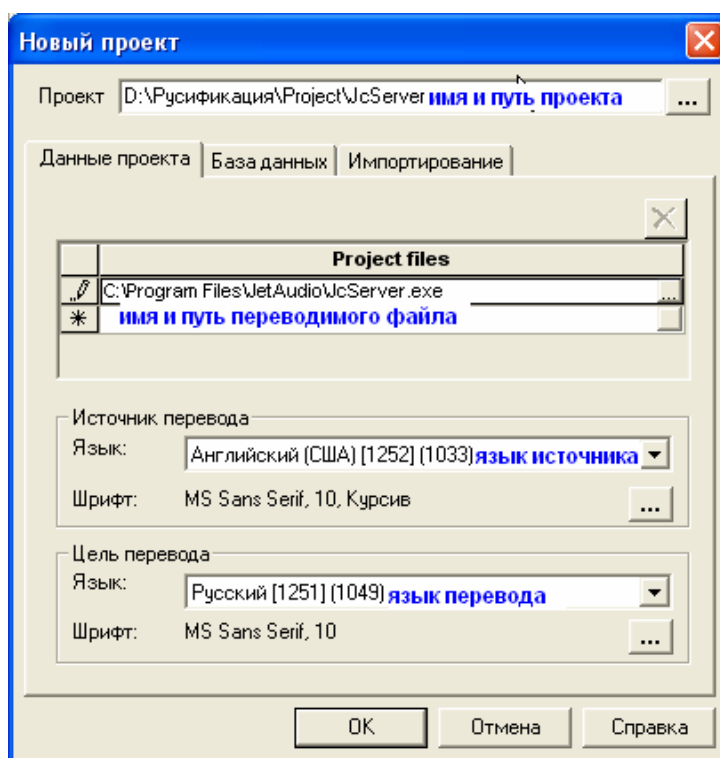 Новый проект
Проект D:\Русификация\Project\JcServer имя и путь проекта ...
Данные проекта База данных Импортирование
Project files
C:\Program Files\JetAudio\JcServer.exe ...
* имя и путь переводимого файла
Источник перевода
Язык: Английский (США) [1252] (1033) язык источника
Шрифт: MS Sans Serif, 10, Курсив ...
Цель перевода
Язык: Русский [1251] (1049) язык перевода
Шрифт: MS Sans Serif, 10 ...
OK Отмена Справка